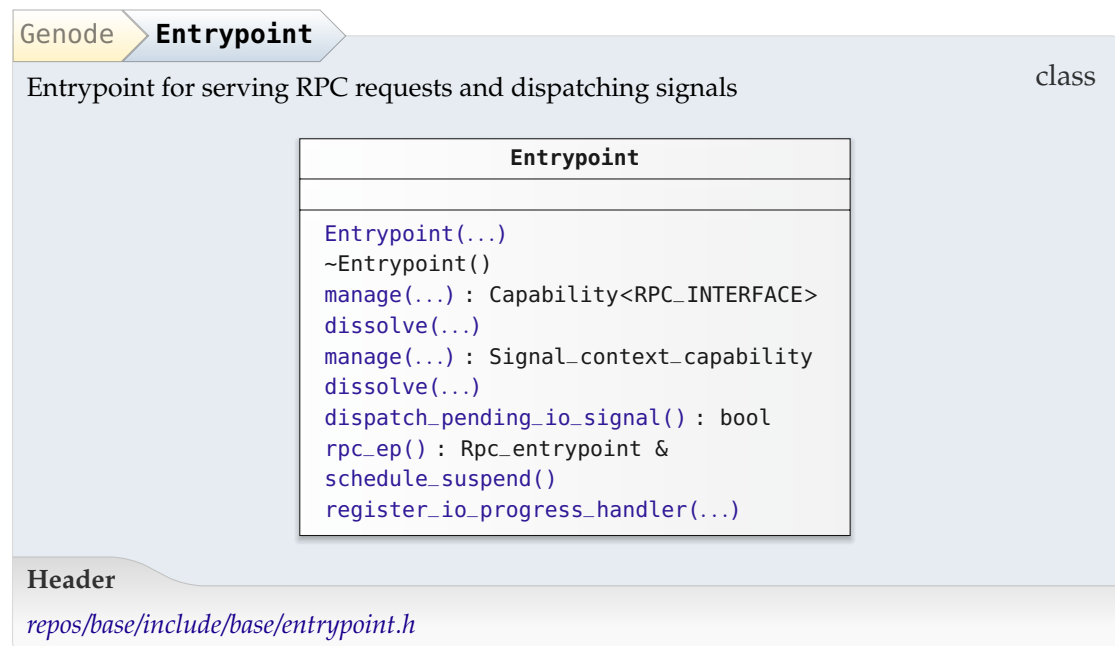 Genode Entrypoint
Entrypoint for serving RPC requests and dispatching signals
class
Entrypoint
Entrypoint(...)
~Entrypoint()
manage(...) : Capability<RPC_INTERFACE>
dissolve(...)
manage(...) : Signal_context_capability
dissolve(...)
dispatch_pending_io_signal() : bool
rpc_ep() : Rpc_entrypoint &
schedule_suspend()
register_io_progress_handler(...)
Header
repos/base/include/base/entrypoint.h